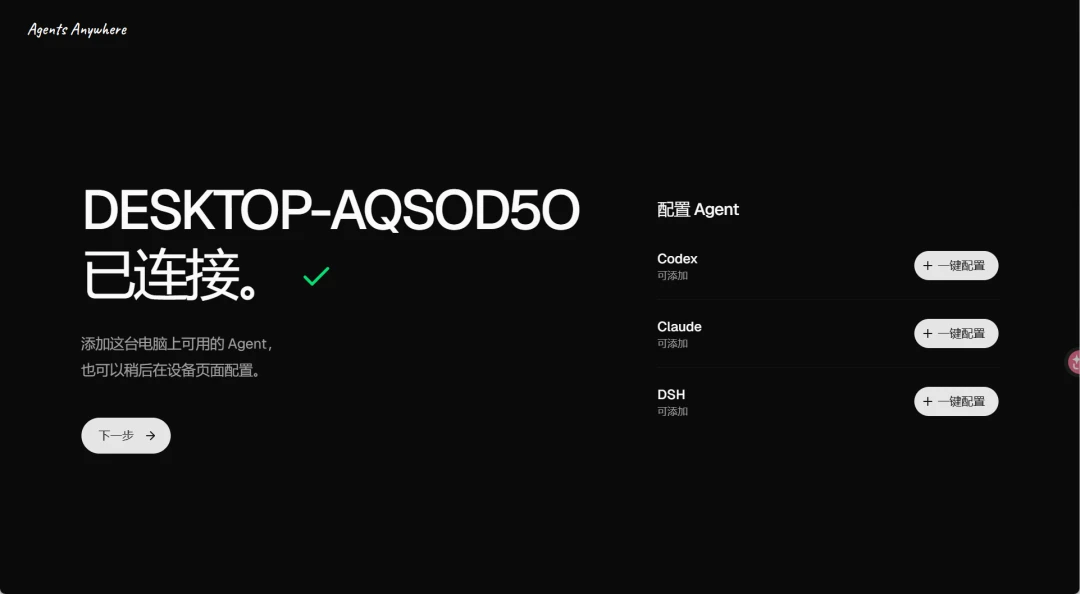 Agents Anywhere
DESKTOP-AQSOD5O
已连接。
添加这台电脑上可用的 Agent，
也可以稍后在设备页面配置。
下一步 →
配置 Agent
Codex
可添加
+ 一键配置
Claude
可添加
+ 一键配置
DSH
可添加
+ 一键配置